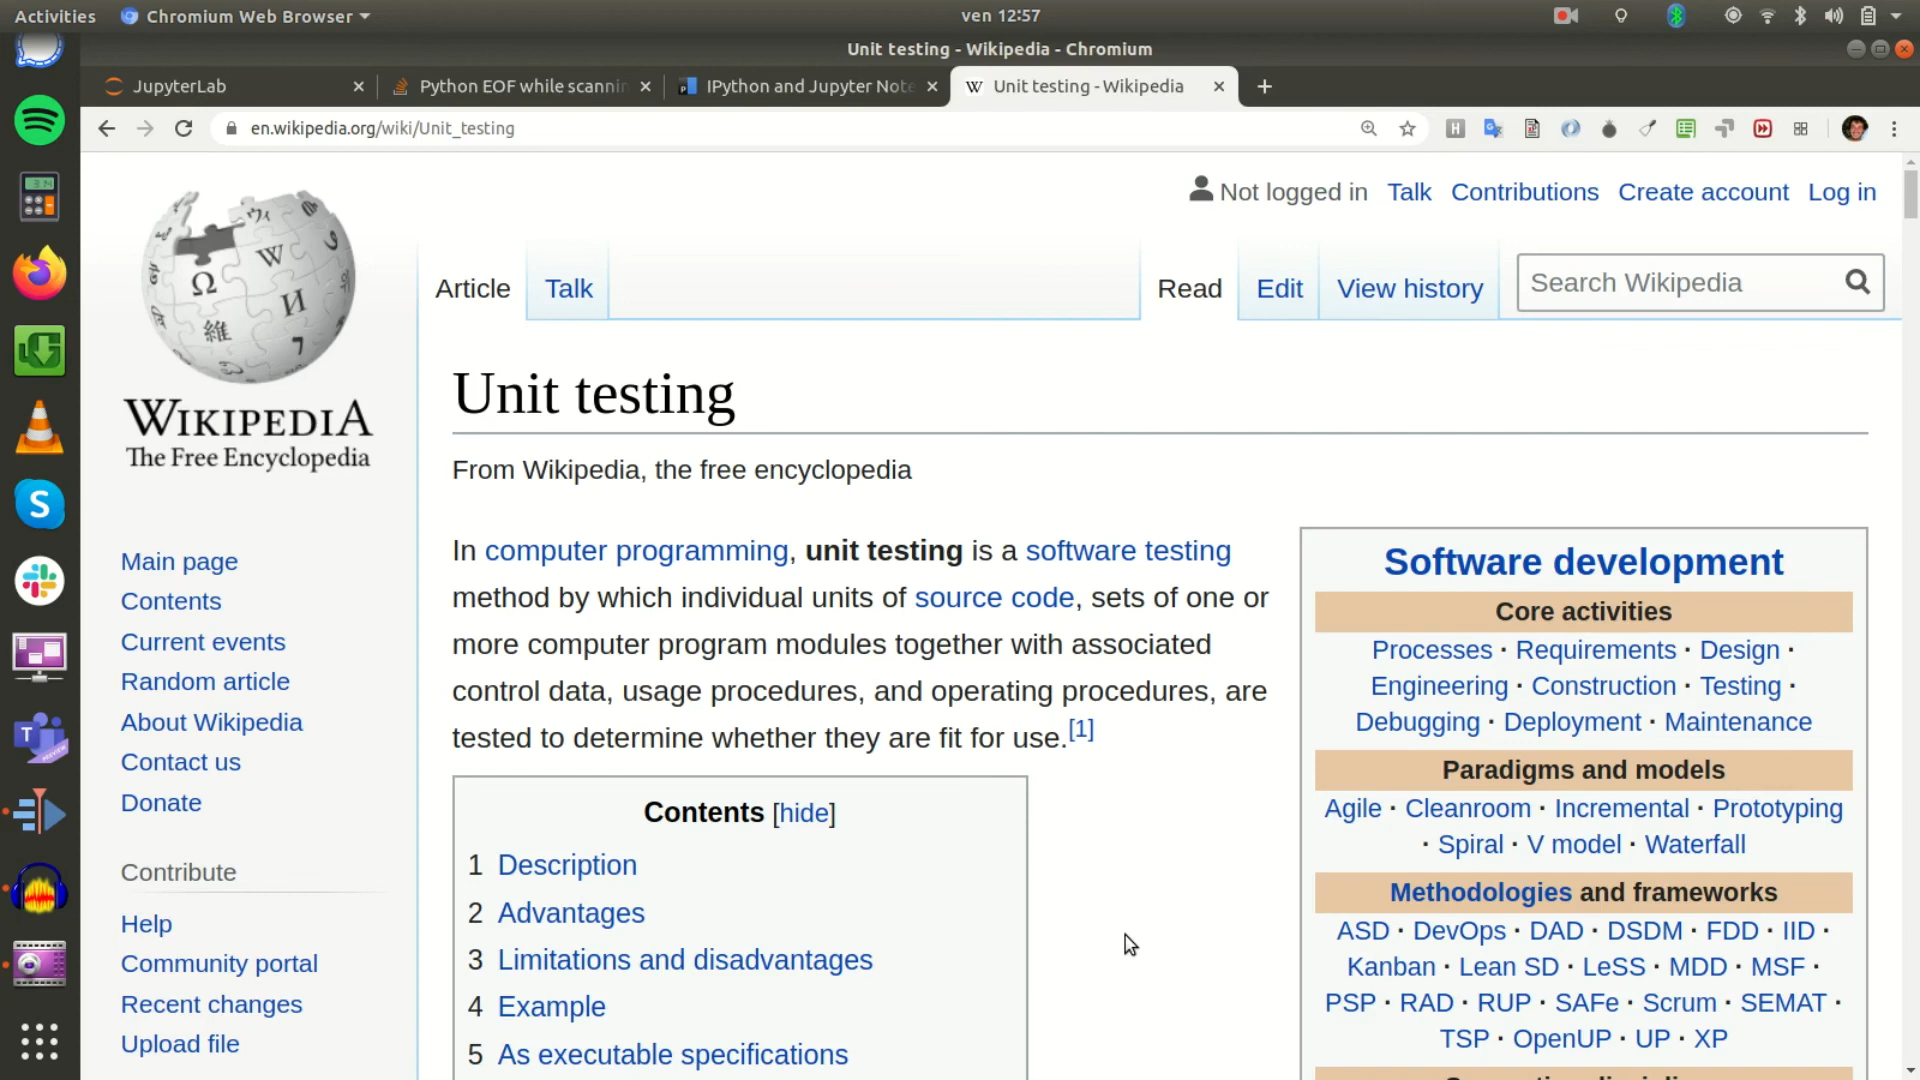 Activities Chromium Web Browser ven 12:57
Unit testing - Wikipedia - Chromium
JupyterLab Python EOF while scannin IPython and Jupyter Note Unit testing - Wikipedia
en.wikipedia.org/wiki/Unit_testing
Not logged in Talk Contributions Create account Log in
Article Talk Read Edit View history Search Wikipedia
WIKIPEDIA
The Free Encyclopedia
Main page
Contents
Current events
Random article
About Wikipedia
Contact us
Donate
Contribute
Help
Community portal
Recent changes
Upload file
Unit testing
From Wikipedia, the free encyclopedia
In computer programming, unit testing is a software testing
method by which individual units of source code, sets of one or
more computer program modules together with associated
control data, usage procedures, and operating procedures, are
tested to determine whether they are fit for use.[1]
Contents [hide]
1 Description
2 Advantages
3 Limitations and disadvantages
4 Example
5 As executable specifications
Software development
Core activities
Processes · Requirements · Design ·
Engineering · Construction · Testing ·
Debugging · Deployment · Maintenance
Paradigms and models
Agile · Cleanroom · Incremental · Prototyping
· Spiral · V model · Waterfall
Methodologies and frameworks
ASD · DevOps · DAD · DSDM · FDD · IID ·
Kanban · Lean SD · LeSS · MDD · MSF ·
PSP · RAD · RUP · SAFe · Scrum · SEMAT ·
TSP · OpenUP · UP · XP